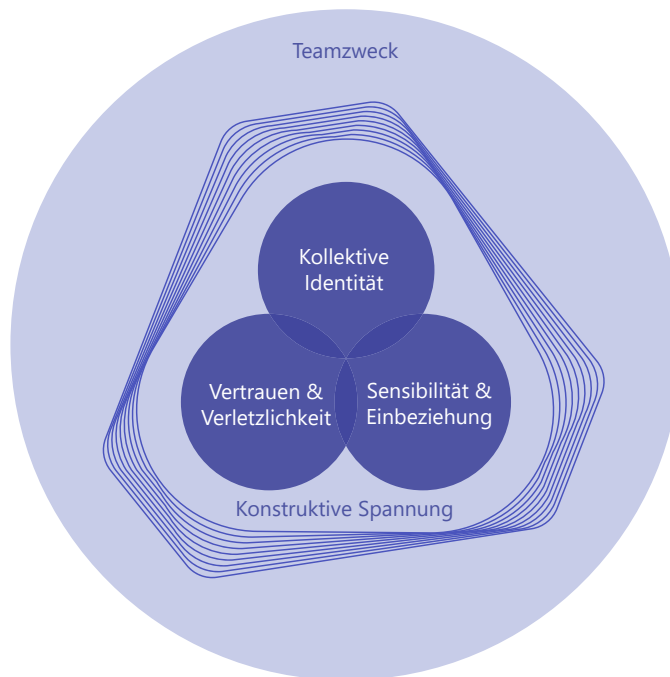 Teamzweck
Kollektive
Identität
Vertrauen &
Verletzlichkeit
Sensibilität &
Einbeziehung
Konstruktive Spannung